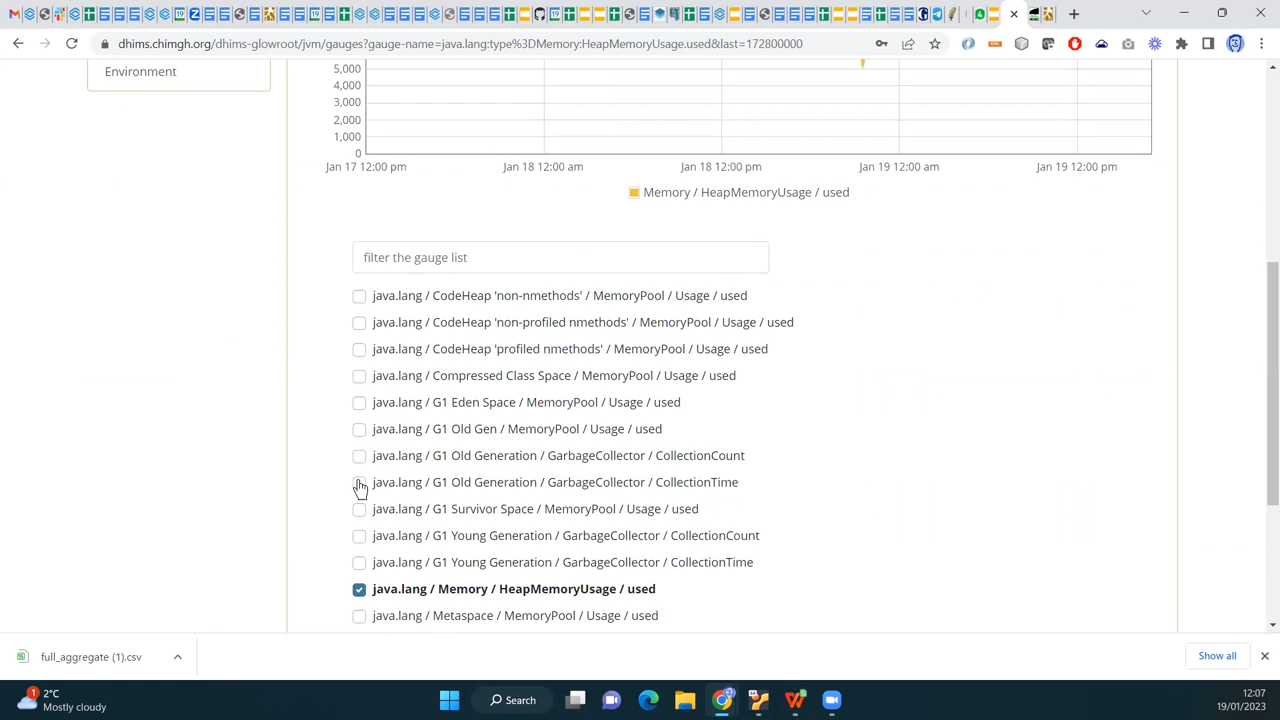 dhims.chimgh.org/dhims-glowroot/jvm/gauges?gauge-name=java.lang:type%3DMemory:HeapMemoryUsage.used&last=172800000
Environment
5,000
4,000
3,000
2,000
1,000
0
Jan 17 12:00 pm Jan 18 12:00 am Jan 18 12:00 pm Jan 19 12:00 am Jan 19 12:00 pm
Memory / HeapMemoryUsage / used
filter the gauge list
java.lang / CodeHeap 'non-nmethods' / MemoryPool / Usage / used
java.lang / CodeHeap 'non-profiled nmethods' / MemoryPool / Usage / used
java.lang / CodeHeap 'profiled nmethods' / MemoryPool / Usage / used
java.lang / Compressed Class Space / MemoryPool / Usage / used
java.lang / G1 Eden Space / MemoryPool / Usage / used
java.lang / G1 Old Gen / MemoryPool / Usage / used
java.lang / G1 Old Generation / GarbageCollector / CollectionCount
java.lang / G1 Old Generation / GarbageCollector / CollectionTime
java.lang / G1 Survivor Space / MemoryPool / Usage / used
java.lang / G1 Young Generation / GarbageCollector / CollectionCount
java.lang / G1 Young Generation / GarbageCollector / CollectionTime
java.lang / Memory / HeapMemoryUsage / used
java.lang / Metaspace / MemoryPool / Usage / used
full_aggregate (1).csv
Show all
1
2°C
Mostly cloudy
Search
12:07
19/01/2023